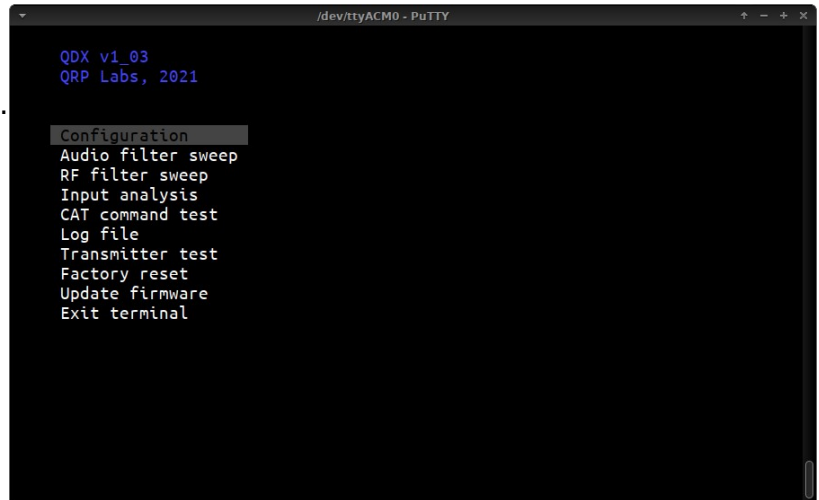 /dev/ttyACM0 - PuTTY
QDX v1_03
QRP Labs, 2021
.
Configuration
Audio filter sweep
RF filter sweep
Input analysis
CAT command test
Log file
Transmitter test
Factory reset
Update firmware
Exit terminal